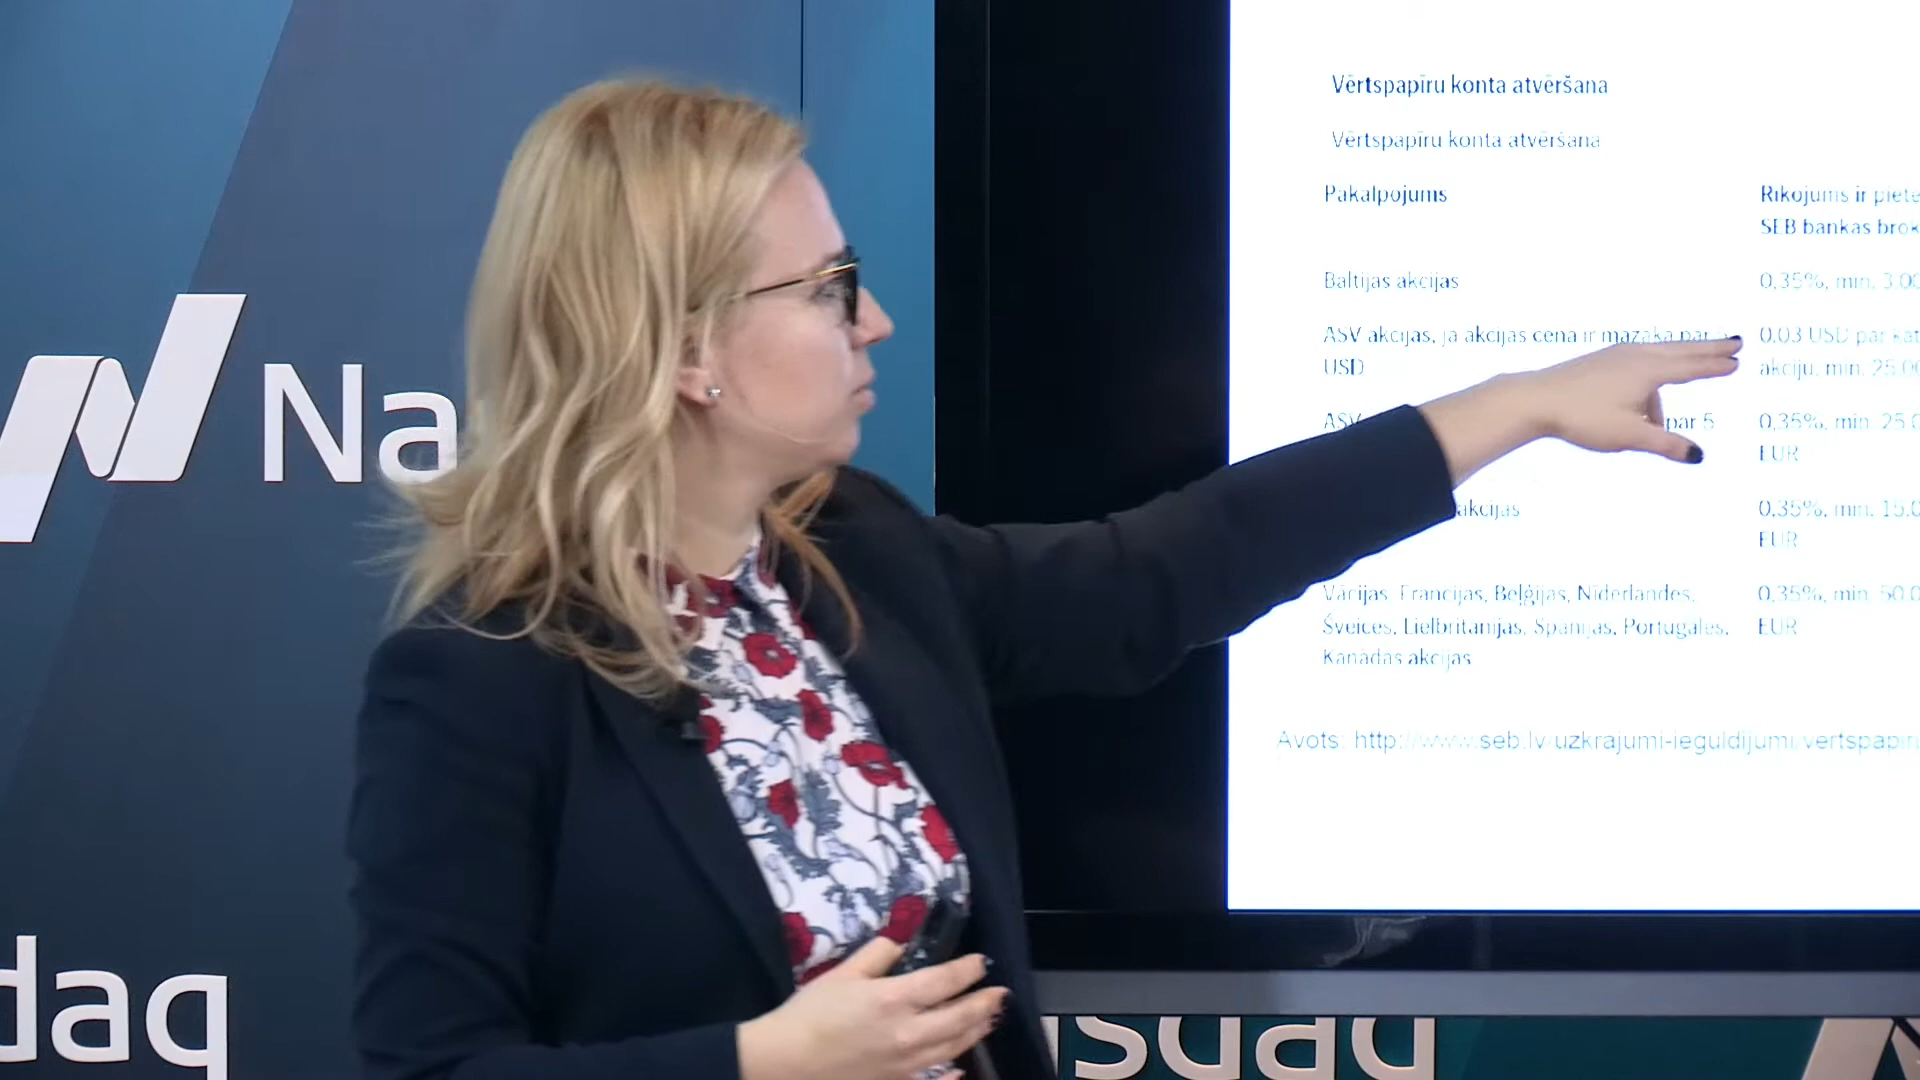 Vērtspapīru konta atvēršana
Vērtspapīru konta atvēršana
Pakalpojums
Rīkojums ir piete
SEB bankas brok
Baltijas akcijas
0,35%, min. 3.00
ASV akcijas, ja akcijas cena ir mazāka par 5
USD
0.03 USD par kat
akciju, min. 25.00
ASV
par 5
0,35%, min. 25.0
EUR
akcijas
0,35%, min. 15.0
EUR
Vācijas, Francijas, Beļģijas, Nīderlandes,
Šveices, Lielbritānijas, Spānijas, Portugāles,
Kanādas akcijas
0,35%, min. 50.0
EUR
Avots: http://www.seb.lv/uzkrajumi-ieguldijumi/vertspapiru
Na
daq
sdaq